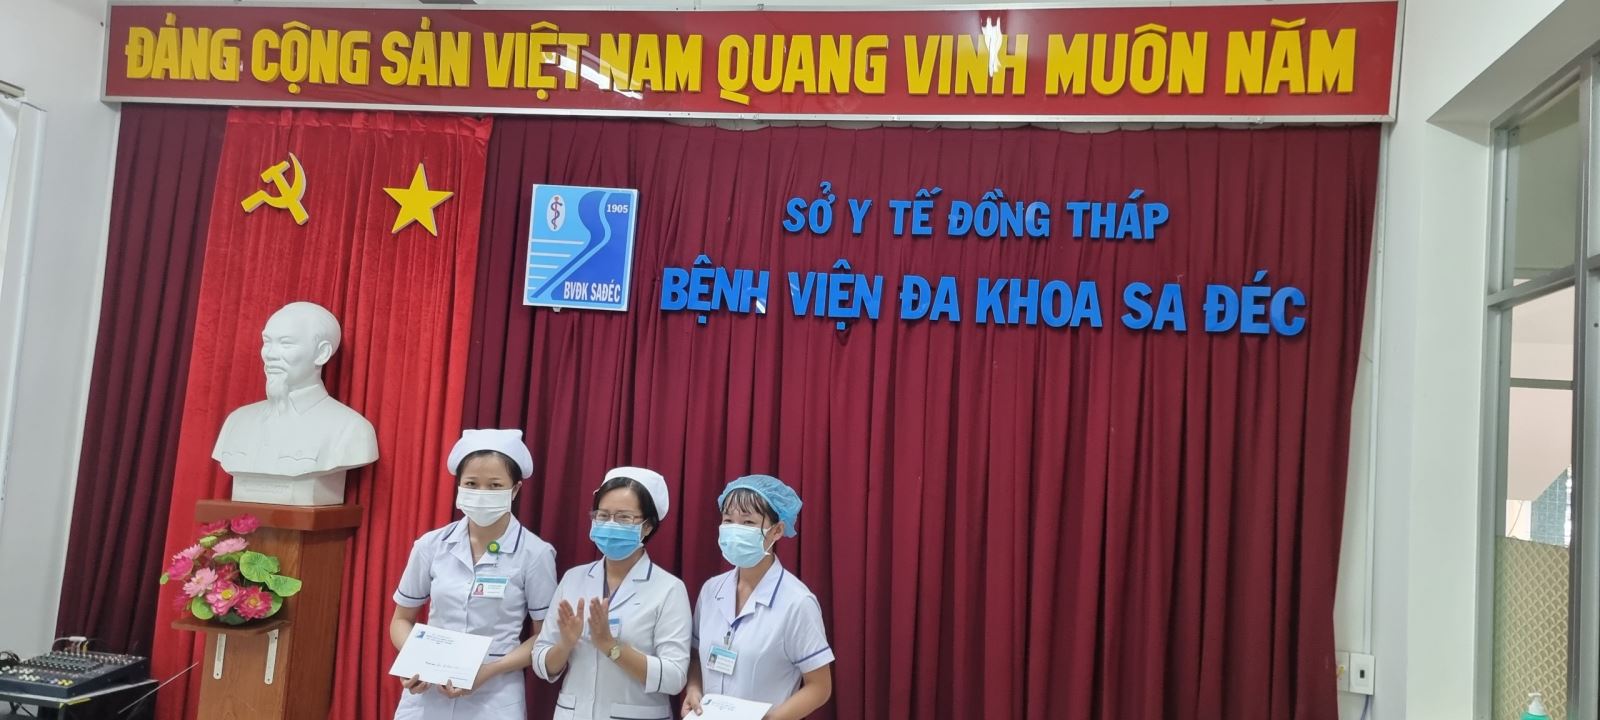 ĐẢNG CỘNG SẢN VIỆT NAM QUANG VINH MUÔN NĂM
1905
BVĐK SAĐÉC
SỞ Y TẾ ĐỒNG THÁP
BỆNH VIỆN ĐA KHOA SA ĐÉC